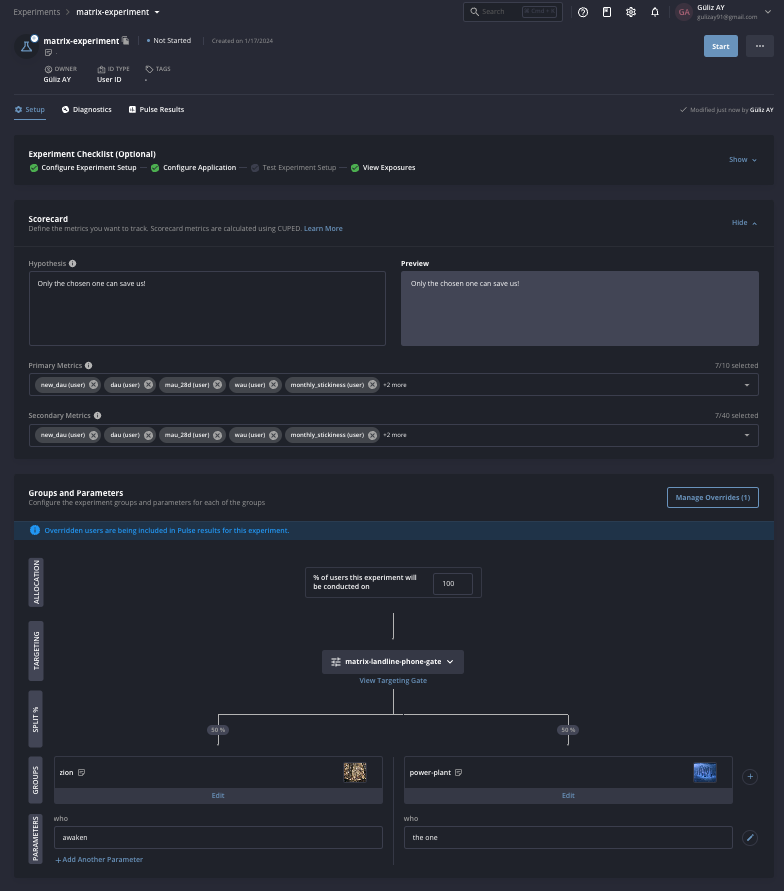 Experiments > matrix-experiment
Search ⌘ Cmd + K
GA Güliz AY
gulizay91@gmail.com
matrix-experiment
Not Started
Created on 1/17/2024
Start
...
OWNER
Güliz AY
ID TYPE
User ID
TAGS
-
Setup
Diagnostics
Pulse Results
Modified just now by Güliz AY
Experiment Checklist (Optional)
Configure Experiment Setup — Configure Application — Test Experiment Setup — View Exposures
Show
Scorecard
Define the metrics you want to track. Scorecard metrics are calculated using CUPED. Learn More
Hide
Hypothesis
Only the chosen one can save us!
Preview
Only the chosen one can save us!
Primary Metrics
7/10 selected
new_dau (user) dau (user) mau_28d (user) wau (user) monthly_stickiness (user) +2 more
Secondary Metrics
7/40 selected
new_dau (user) dau (user) mau_28d (user) wau (user) monthly_stickiness (user) +2 more
Groups and Parameters
Configure the experiment groups and parameters for each of the groups
Manage Overrides (1)
Overridden users are being included in Pulse results for this experiment.
ALLOCATION
% of users this experiment will
be conducted on
100
TARGETING
matrix-landline-phone-gate
View Targeting Gate
SPLIT %
50 %
50 %
GROUPS
zion
Edit
power-plant
Edit
+
PARAMETERS
who
awaken
who
the one
+ Add Another Parameter